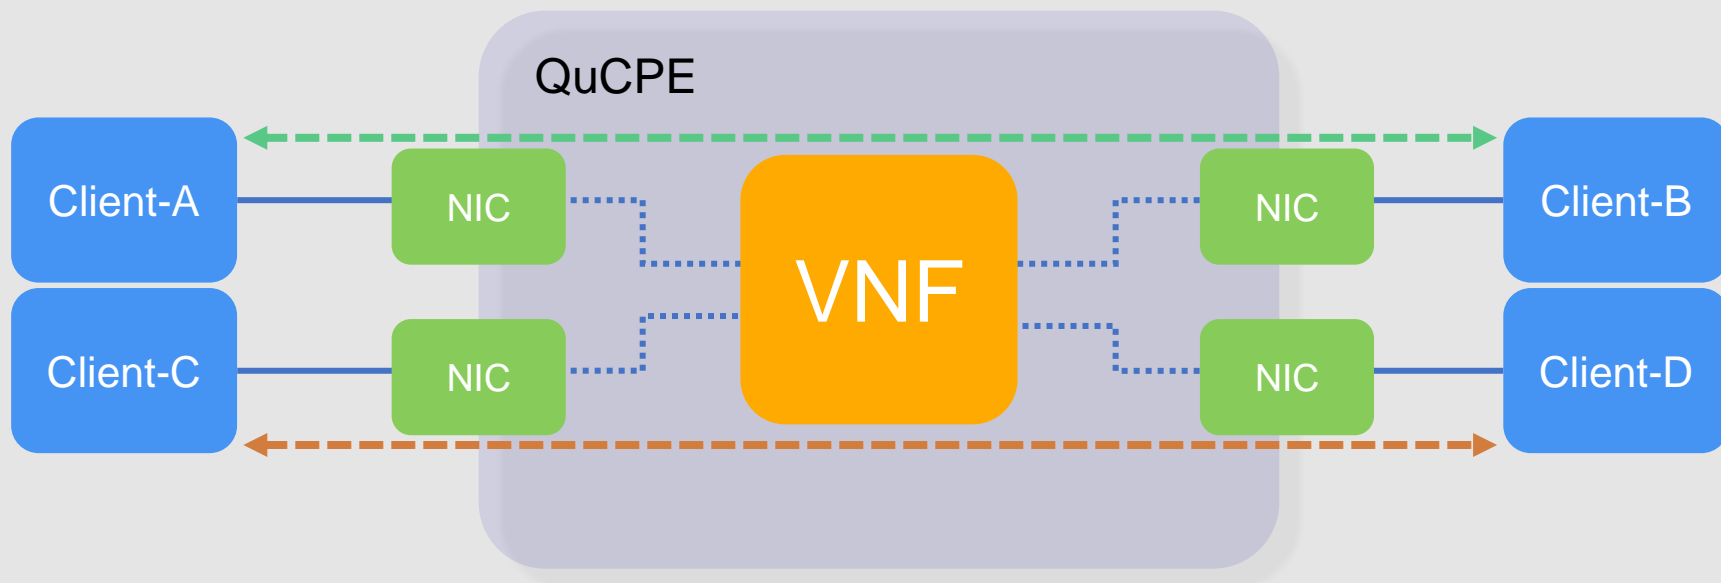 QuCPE
Client-A
NIC
VNF
NIC
Client-B
Client-C
NIC
NIC
Client-D